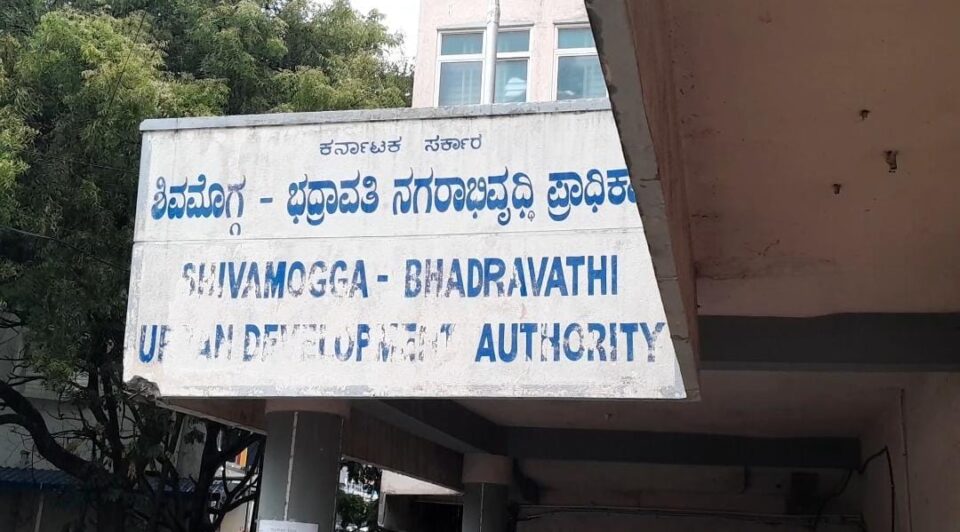 ಕರ್ನಾಟಕ ಸರ್ಕಾರ
ಶಿವಮೊಗ್ಗ - ಭದ್ರಾವತಿ ನಗರಾಭಿವೃದ್ಧಿ ಪ್ರಾಧಿಕಾ
SHIVAMOGGA - BHADRAVATHI
URBAN DEVELOPMENT AUTHORITY